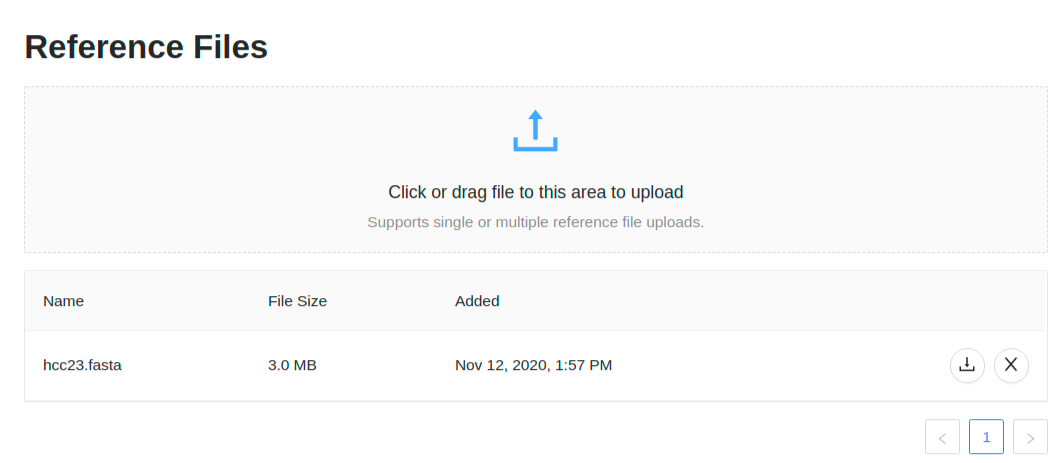 Reference Files
Click or drag file to this area to upload
Supports single or multiple reference file uploads.
Name File Size Added
hcc23.fasta 3.0 MB Nov 12, 2020, 1:57 PM
< 1 >